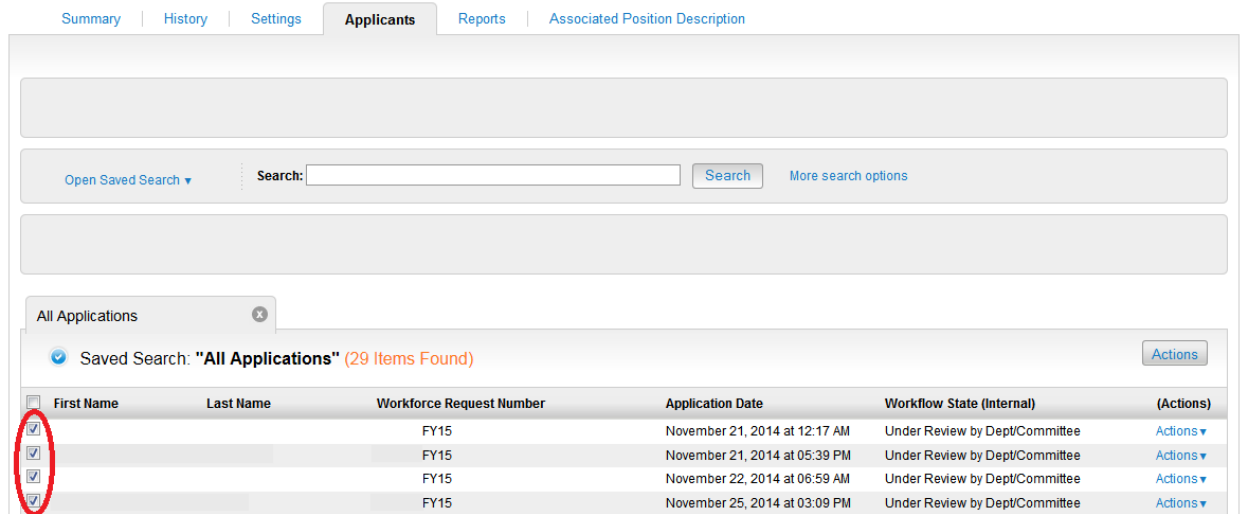 Summary History Settings Applicants Reports Associated Position Description
Open Saved Search Search: Search More search options
All Applications
Saved Search: "All Applications" (29 Items Found) Actions
First Name Last Name Workforce Request Number Application Date Workflow State (Internal) (Actions)
FY15 November 21, 2014 at 12:17 AM Under Review by Dept/Committee Actions
FY15 November 21, 2014 at 05:39 PM Under Review by Dept/Committee Actions
FY15 November 22, 2014 at 06:59 AM Under Review by Dept/Committee Actions
FY15 November 25, 2014 at 03:09 PM Under Review by Dept/Committee Actions